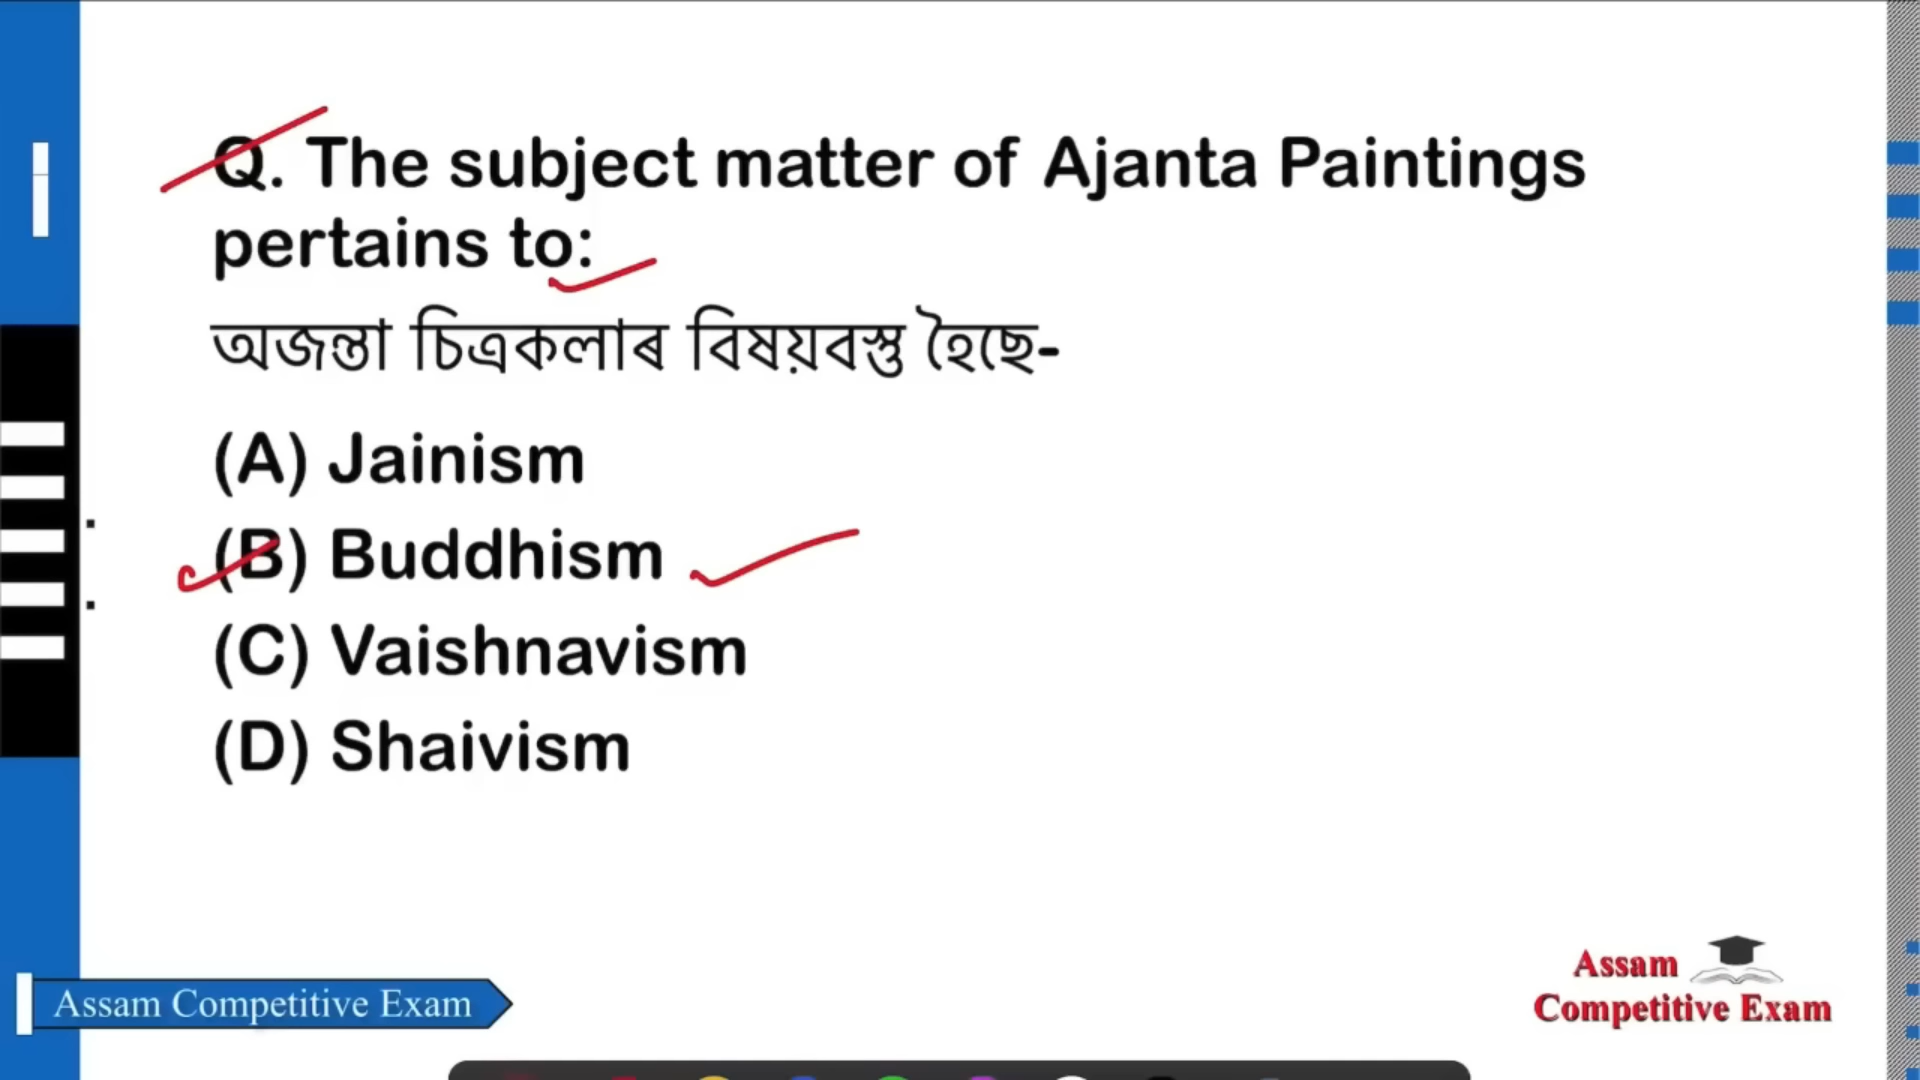 Q. The subject matter of Ajanta Paintings
pertains to:
অজন্তা চিত্ৰকলাৰ বিষয়বস্তু হৈছে-
(A) Jainism
(B) Buddhism
(C) Vaishnavism
(D) Shaivism
Assam Competitive Exam
Assam
Competitive Exam